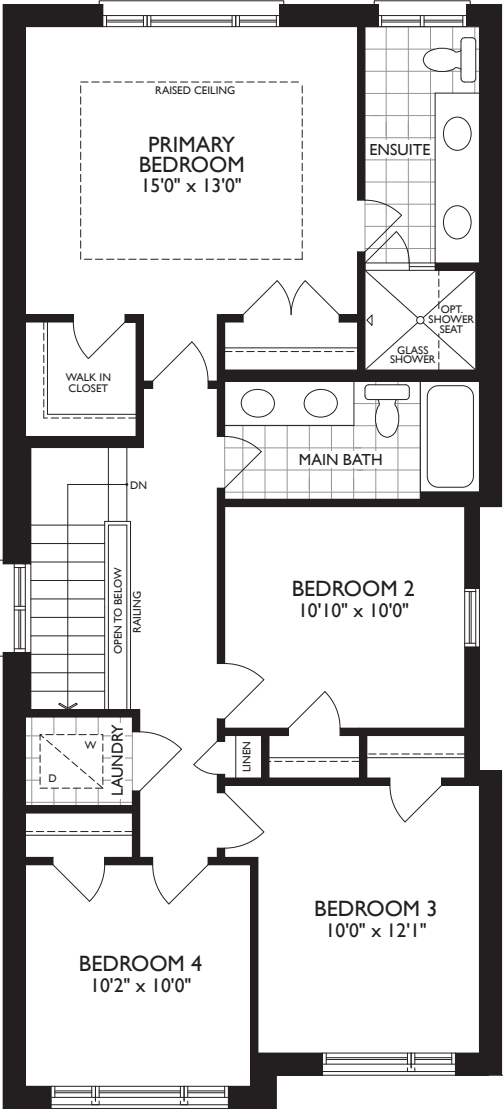 RAISED CEILING
PRIMARY
BEDROOM
15'0" x 13'0"
ENSUITE
OPT.
SHOWER
SEAT
GLASS
SHOWER
WALK IN
CLOSET
MAIN BATH
DN
OPEN TO BELOW
RAILING
BEDROOM 2
10'10" x 10'0"
LAUNDRY
W
D
LINEN
BEDROOM 3
10'0" x 12'1"
BEDROOM 4
10'2" x 10'0"